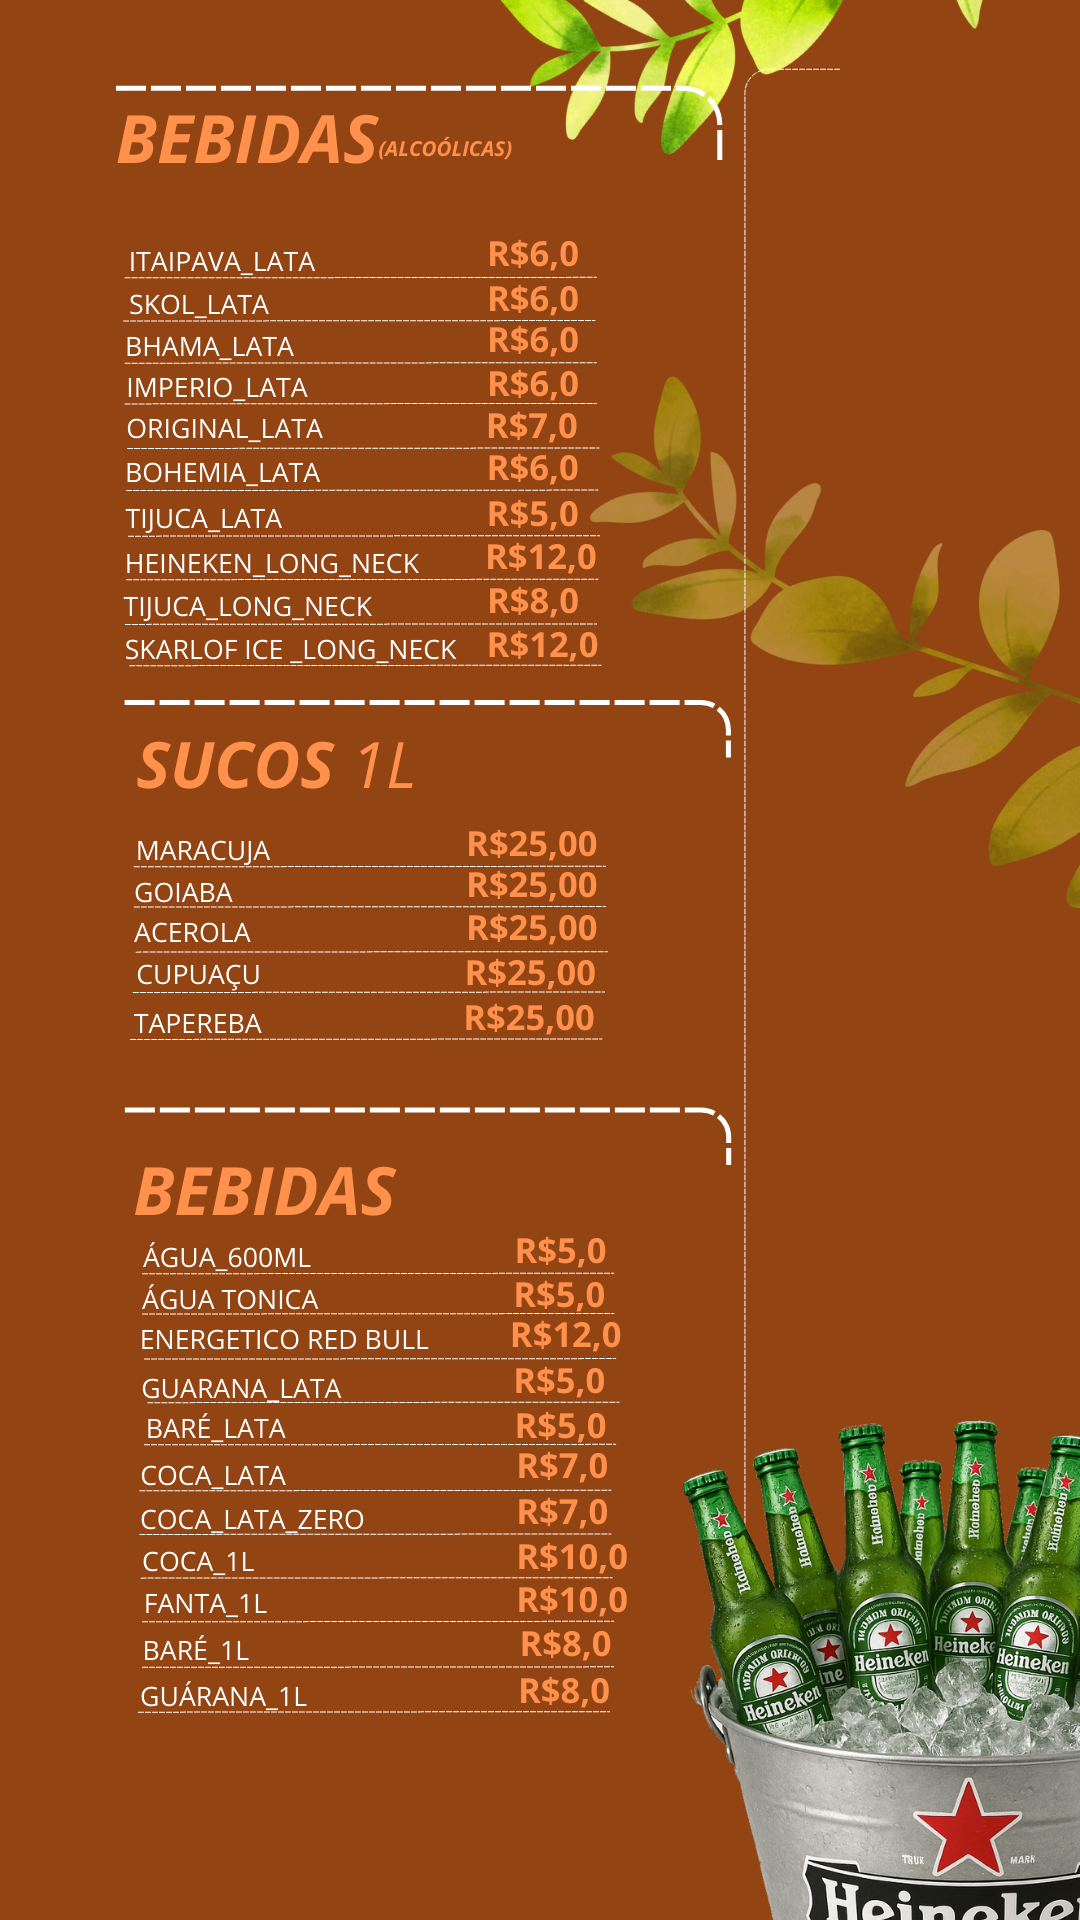 BEBIDAS(ALCOÓLICAS)
ITAIPAVA_LATA R$6,0
SKOL_LATA R$6,0
BHAMA_LATA R$6,0
IMPERIO_LATA R$6,0
ORIGINAL_LATA R$7,0
BOHEMIA_LATA R$6,0
TIJUCA_LATA R$5,0
HEINEKEN_LONG_NECK R$12,0
TIJUCA_LONG_NECK R$8,0
SKARLOF ICE _LONG_NECK R$12,0
SUCOS 1L
MARACUJA R$25,00
GOIABA R$25,00
ACEROLA R$25,00
CUPUAÇU R$25,00
TAPEREBA R$25,00
BEBIDAS
ÁGUA_600ML R$5,0
ÁGUA TONICA R$5,0
ENERGETICO RED BULL R$12,0
GUARANA_LATA R$5,0
BARÉ_LATA R$5,0
COCA_LATA R$7,0
COCA_LATA_ZERO R$7,0
COCA_1L R$10,0
FANTA_1L R$10,0
BARÉ_1L R$8,0
GUÁRANA_1L R$8,0
Heineken
Heineken
Heineken
MARK